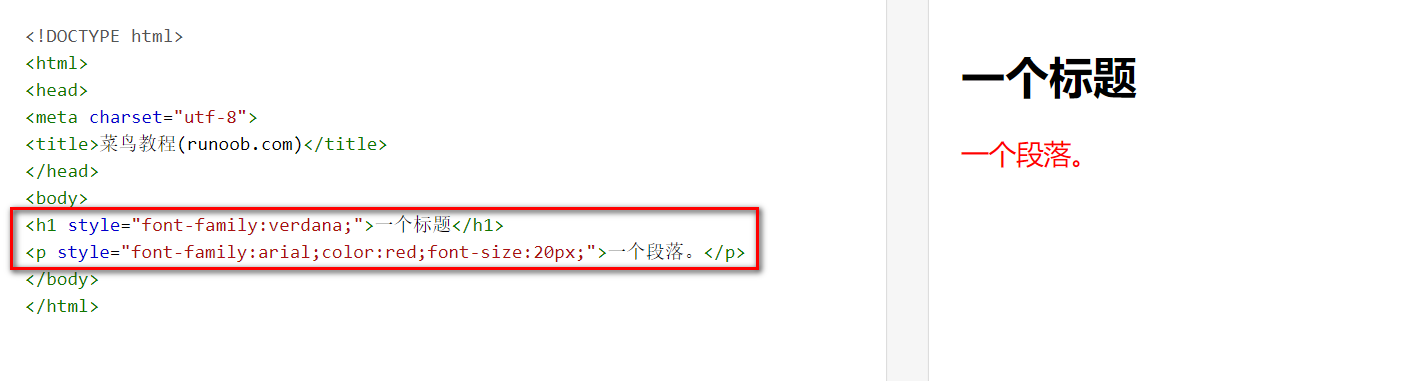 <!DOCTYPE html>
<html>
<head>
<meta charset="utf-8">
<title>菜鸟教程(runoob.com)</title>
</head>
<body>
<h1 style="font-family:verdana;">一个标题</h1>
<p style="font-family:arial;color:red;font-size:20px;">一个段落。</p>
</body>
</html>
一个标题
一个段落。